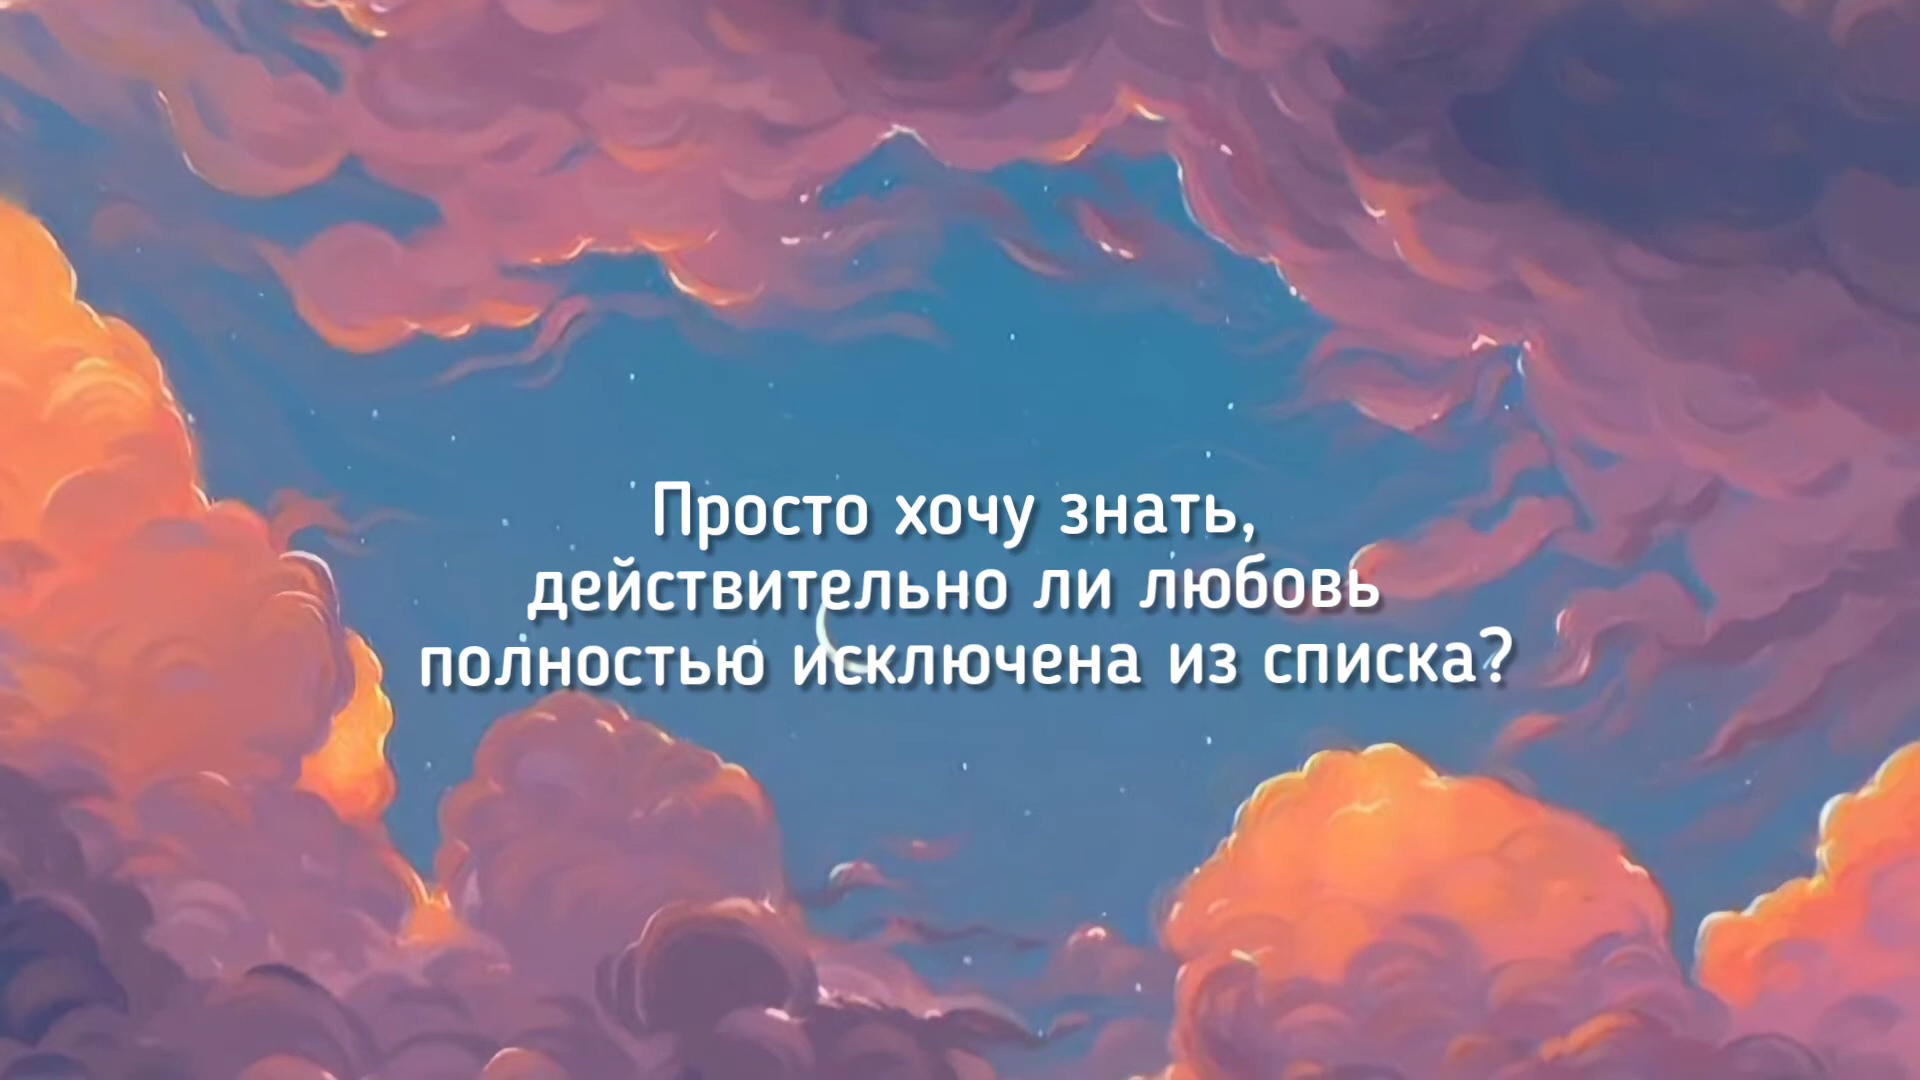 Просто хочу знать,
действительно ли любовь
полностью исключена из списка?